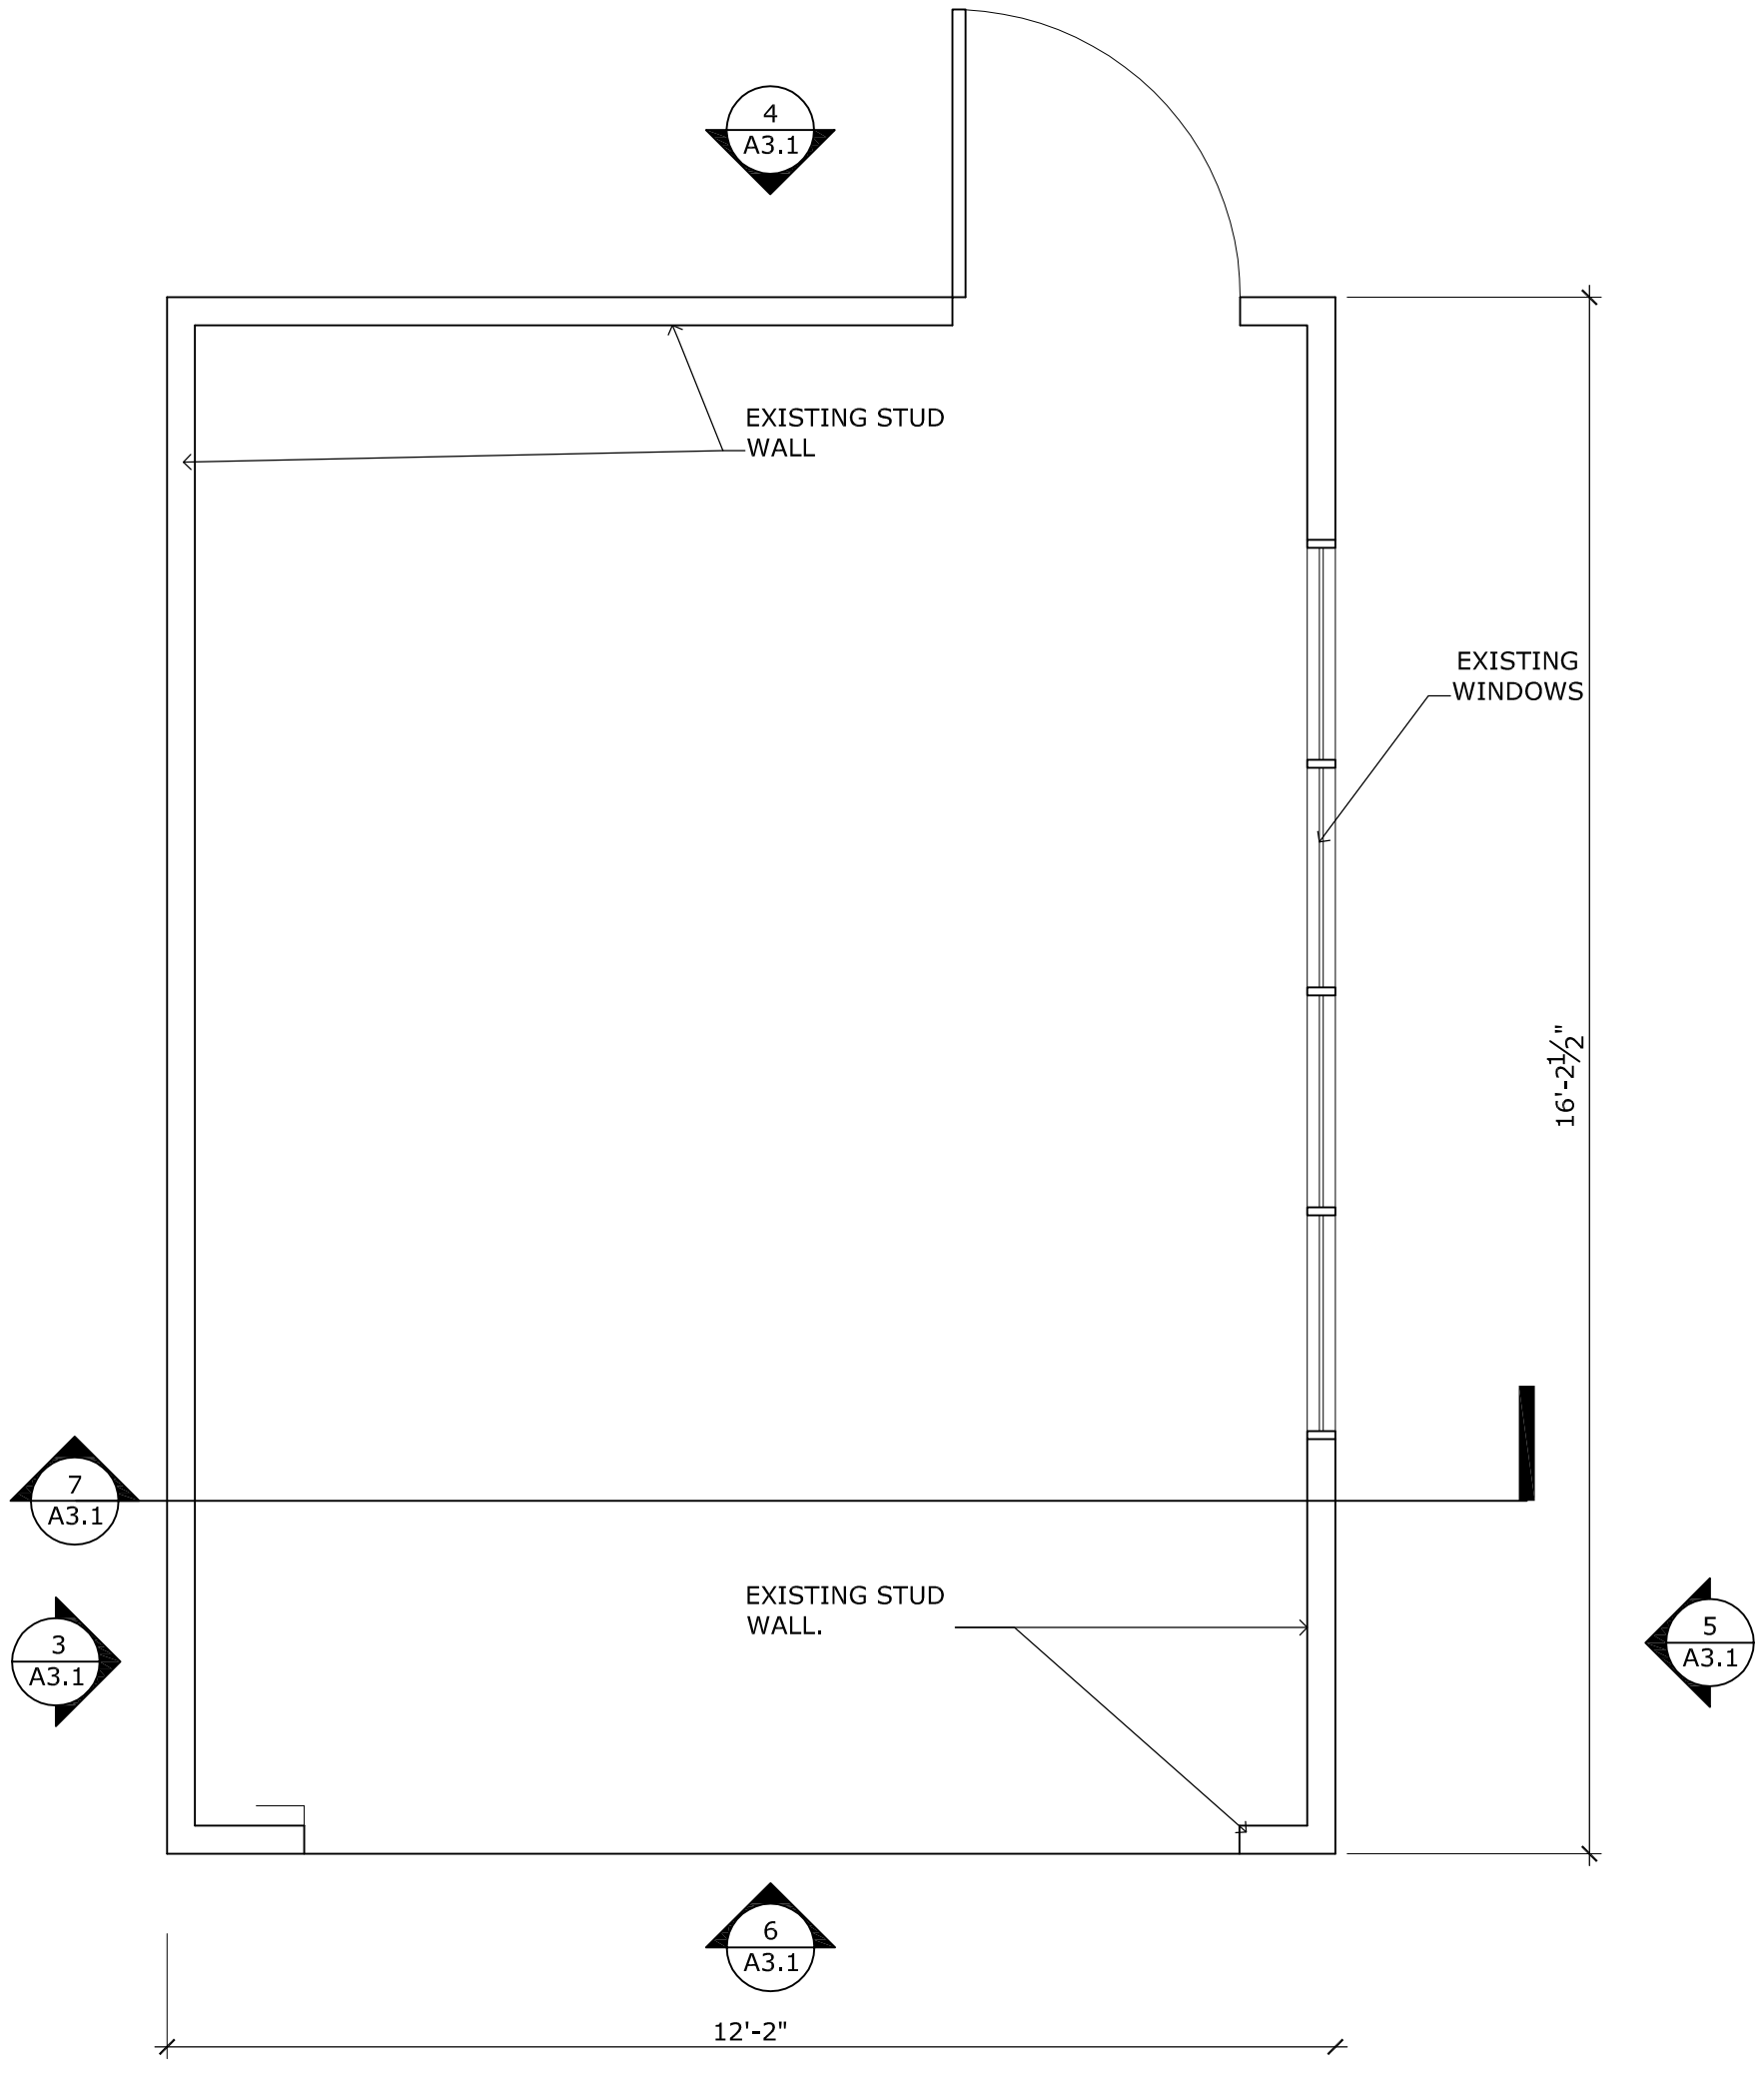 4
A3.1
EXISTING STUD
WALL
EXISTING
WINDOWS
16'-2½"
7
A3.1
EXISTING STUD
WALL.
3
A3.1
5
A3.1
6
A3.1
12'-2"